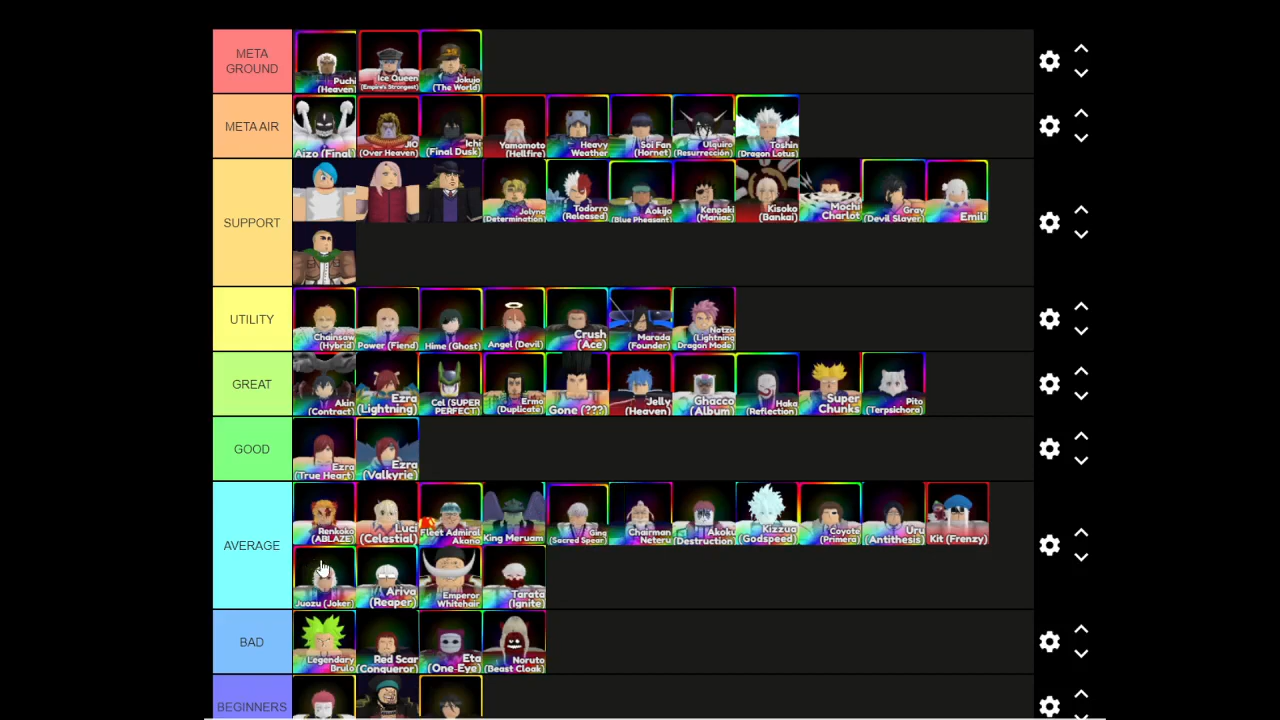 META
GROUND
Puchi
(Heaven)
Ice Queen
(Empire's Strongest)
Jokujo
(The World)
META AIR
Aizo (Final)
JIO
(Over Heaven)
Ichi
(Final Dusk)
Yamomoto
(Hellfire)
Heavy
Weather
Soi Fan
(Hornet)
Ulquiro
(Resurrección)
Toshin
(Dragon Lotus)
SUPPORT
Jolyna
(Determination
Todorro
(Released)
Aokijo
(Blue Pheasant)
Kenpaki
(Maniac)
Kisoko
(Bankai)
Mochi
Charlot
Gray
(Devil Slayer)
Emili
UTILITY
Chainsaw
(Hybrid)
Power (Fiend)
Hime (Ghost)
Angel (Devil)
Crush
(Ace)
Marada
(Founder)
Natzo
(Lightning
Dragon Mode)
GREAT
Akin
(Contract)
Ezra
(Lightning)
Cel (SUPER
PERFECT)
Ermo
(Duplicate)
Gone (???)
Jelly
(Heaven)
Ghacco
(Album)
Haka
(Reflection)
Super
Chunks
Pito
(Terpsichora)
GOOD
Ezra
(True Heart)
Ezra
(Valkyrie)
AVERAGE
Renkoko
(ABLAZE)
Luci
(Celestial)
Fleet Admiral
Akano
King Meruam
Ging
(Sacred Spear)
Chairman
Neteru
Akoku
(Destruction)
Kizzua
(Godspeed)
Coyote
(Primera)
Uru
(Antithesis)
Kit (Frenzy)
Juozu (Joker)
Ariva
(Reaper)
Emperor
Whitehair
Tarata
(Ignite)
BAD
Legendary
Brulo
Red Scar
(Conqueror)
Eta
(One-Eye)
Noruto
(Beast Cloak)
BEGINNERS